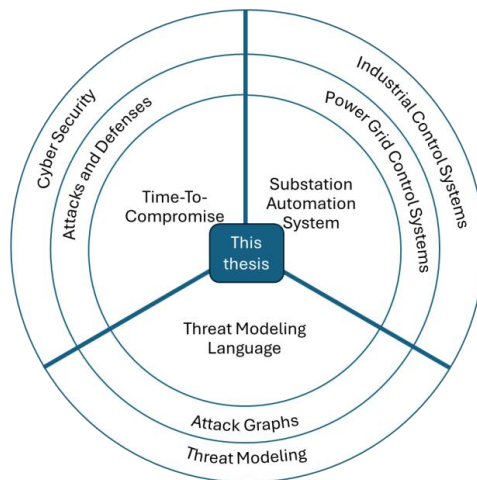 Cyber Security
Attacks and Defenses
Time-To-
Compromise
Industrial Control Systems
Power Grid Control Systems
Substation
Automation
System
This
thesis
Threat Modeling
Language
Attack Graphs
Threat Modeling